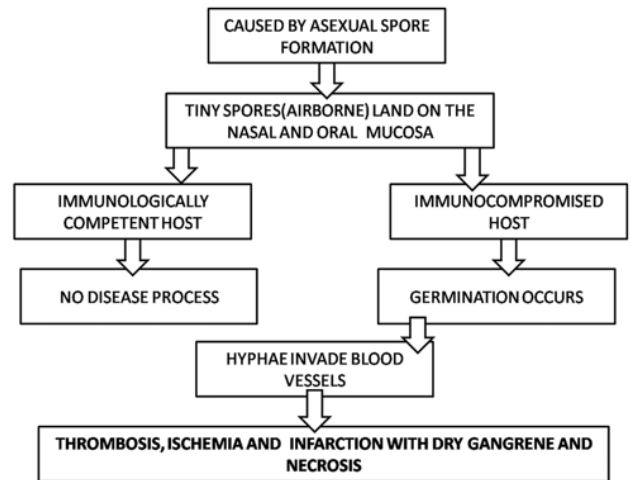 CAUSED BY ASEXUAL SPORE
FORMATION
TINY SPORES(AIRBORNE) LAND ON THE
NASAL AND ORAL MUCOSA
IMMUNOLOGICALLY
COMPETENT HOST
IMMUNOCOMPROMISED
HOST
NO DISEASE PROCESS
GERMINATION OCCURS
HYPHAE INVADE BLOOD
VESSELS
THROMBOSIS, ISCHEMIA AND INFARCTION WITH DRY GANGRENE AND
NECROSIS